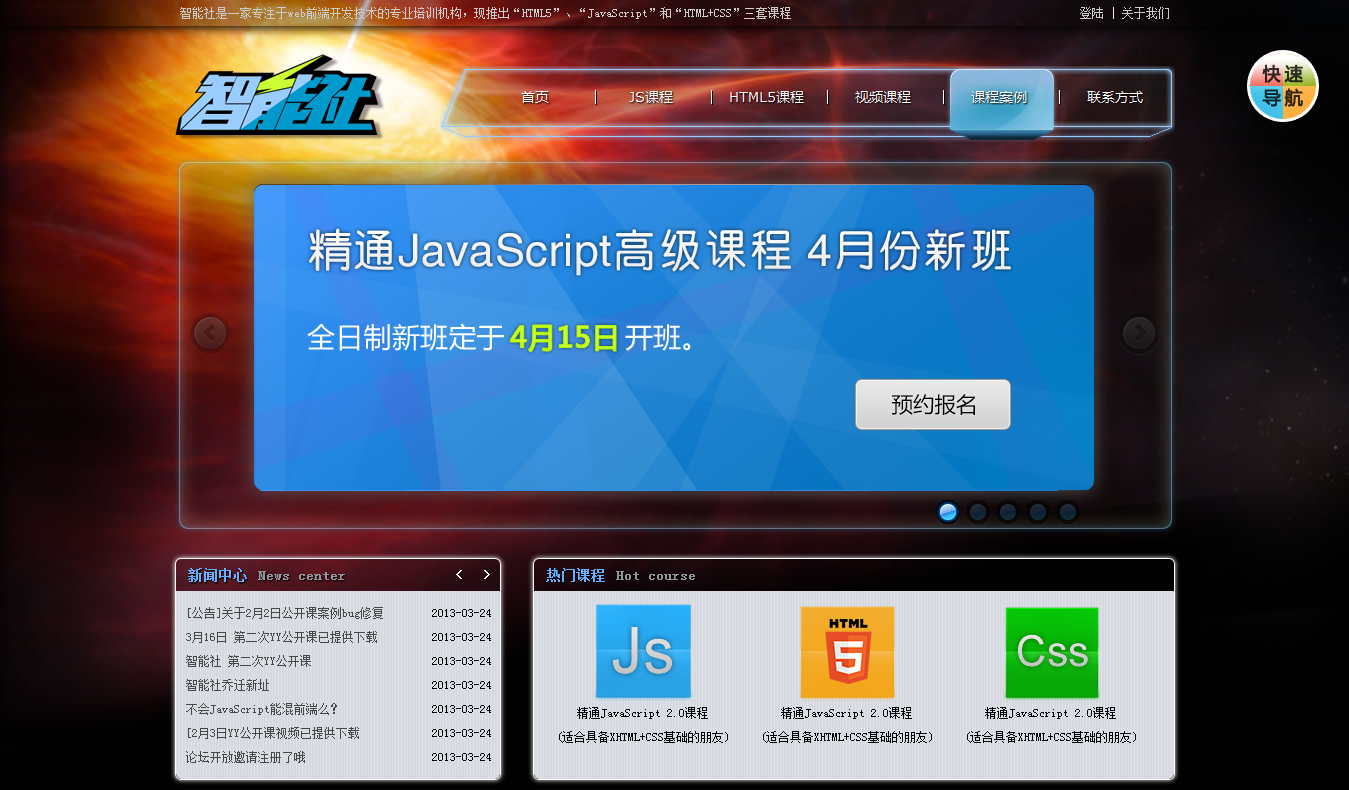 智能社是一家专注于web前端开发技术的专业培训机构，现推出“HTML5”、“JavaScript”和“HTML+CSS”三套课程
登陆 | 关于我们
智能社
首页 | JS课程 | HTML5课程 | 视频课程 | 课程案例 | 联系方式
快速
导航
精通JavaScript高级课程 4月份新班
全日制新班定于4月15日开班。
预约报名
新闻中心 News center
[公告]关于2月2日公开课案例bug修复 2013-03-24
3月16日 第二次YY公开课已提供下载 2013-03-24
智能社 第二次YY公开课 2013-03-24
智能社乔迁新址 2013-03-24
不会JavaScript能混前端么？ 2013-03-24
[2月3日YY公开课视频已提供下载 2013-03-24
论坛开放邀请注册了哦 2013-03-24
热门课程 Hot course
Js
HTML
5
Css
精通JavaScript 2.0课程
(适合具备XHTML+CSS基础的朋友)
精通JavaScript 2.0课程
(适合具备XHTML+CSS基础的朋友)
精通JavaScript 2.0课程
(适合具备XHTML+CSS基础的朋友)